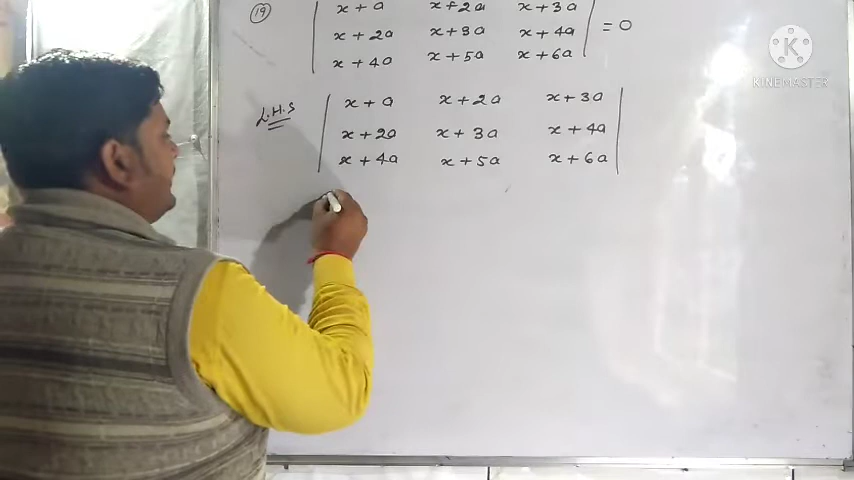 19 | x + a x + 2a x + 3a |
| x + 2a x + 3a x + 4a | = 0
| x + 4a x + 5a x + 6a |
L.H.S | x + a x + 2a x + 3a |
| x + 2a x + 3a x + 4a |
| x + 4a x + 5a x + 6a |
K
KINEMASTER